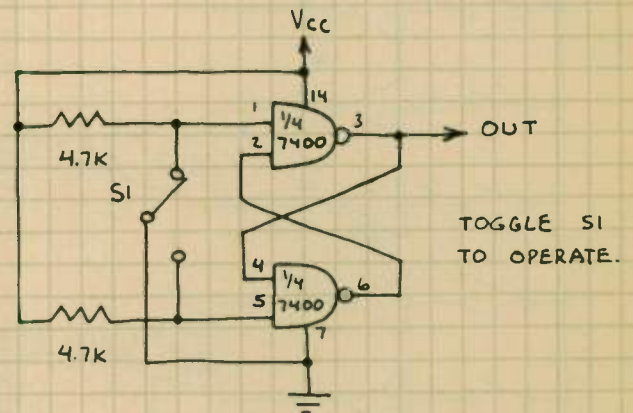 Vcc
14
1
1/4
3
2
7400
OUT
4.7K
S1
TOGGLE S1
TO OPERATE.
4
1/4
6
5
7400
7
4.7K